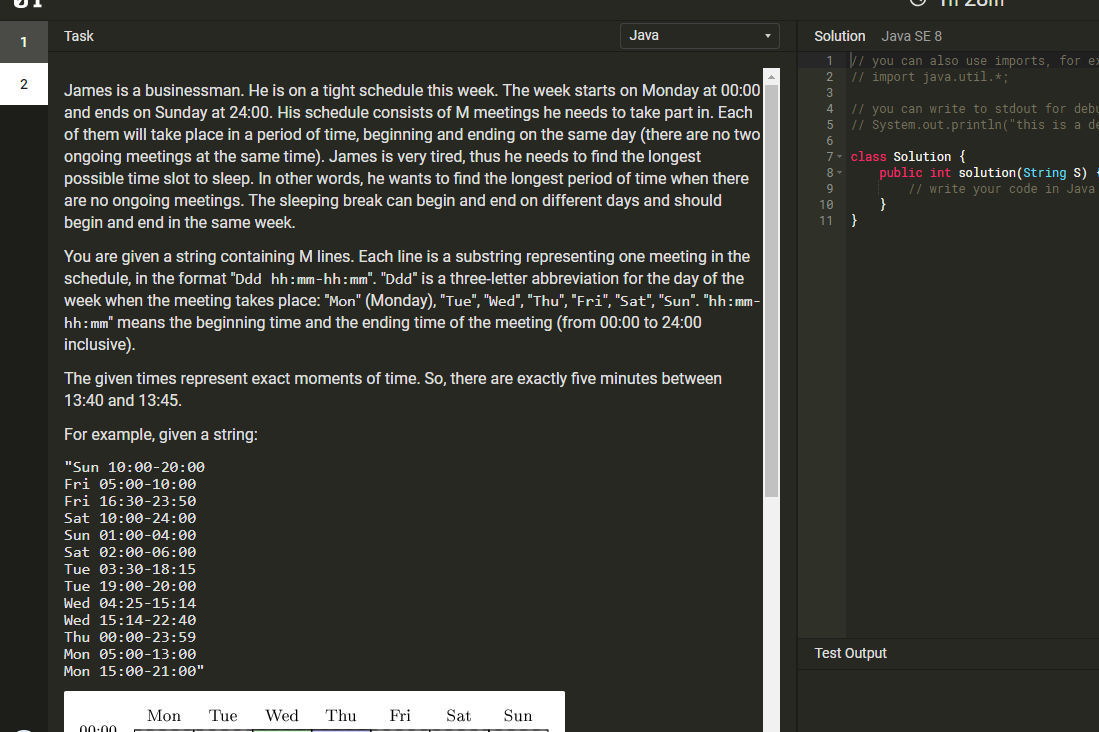 1
2
Task
Java
James is a businessman. He is on a tight schedule this week. The week starts on Monday at 00:00
and ends on Sunday at 24:00. His schedule consists of M meetings he needs to take part in. Each
of them will take place in a period of time, beginning and ending on the same day (there are no two
ongoing meetings at the same time). James is very tired, thus he needs to find the longest
possible time slot to sleep. In other words, he wants to find the longest period of time when there
are no ongoing meetings. The sleeping break can begin and end on different days and should
begin and end in the same week.
You are given a string containing M lines. Each line is a substring representing one meeting in the
schedule, in the format "Ddd hh:mm-hh:mm". "Ddd" is a three-letter abbreviation for the day of the
week when the meeting takes place: "Mon" (Monday), "Tue", "Wed", "Thu", "Fri", "Sat", "Sun". "hh:mm-
hh:mm" means the beginning time and the ending time of the meeting (from 00:00 to 24:00
inclusive).
The given times represent exact moments of time. So, there are exactly five minutes between
13:40 and 13:45.
For example, given a string:
"Sun 10:00-20:00
Fri 05:00-10:00
Fri 16:30-23:50
Sat 10:00-24:00
Sun 01:00-04:00
Sat 02:00-06:00
Tue 03:30-18:15
Tue 19:00-20:00
Wed 04:25-15:14
Wed 15:14-22:40
Thu 00:00-23:59
Mon 05:00-13:00
Mon 15:00-21:00"
Mon Tue Wed Thu Fri Sat Sun
00:00
1h 28m
Solution Java SE 8
1 // you can also use imports, for ex
2 // import java.util.*;
3
4 // you can write to stdout for debu
5 // System.out.println("this is a de
6
7 class Solution {
8 public int solution(String S) {
9 // write your code in Java
10 }
11 }
Test Output